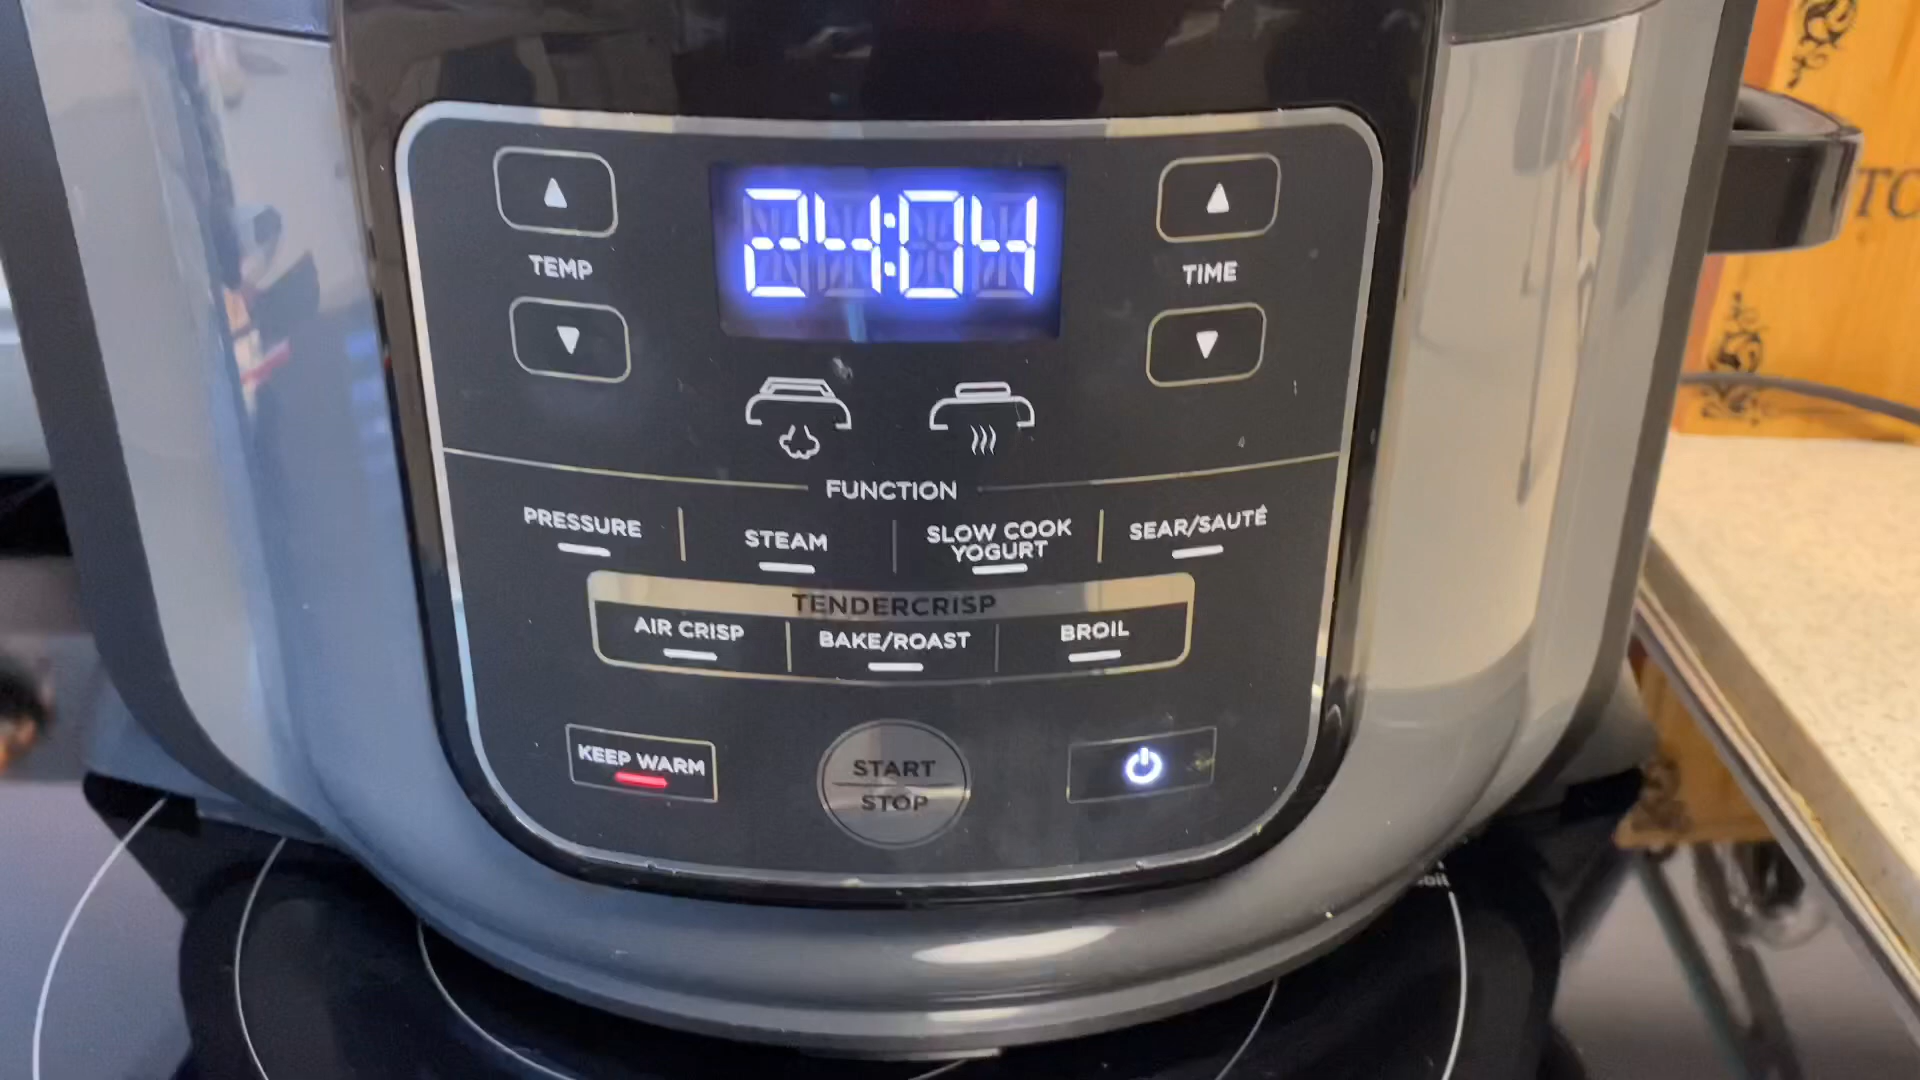 24:04
TEMP
TIME
FUNCTION
PRESSURE
STEAM
SLOW COOK
YOGURT
SEAR/SAUTÉ
TENDERCRISP
AIR CRISP
BAKE/ROAST
BROIL
KEEP WARM
START
STOP